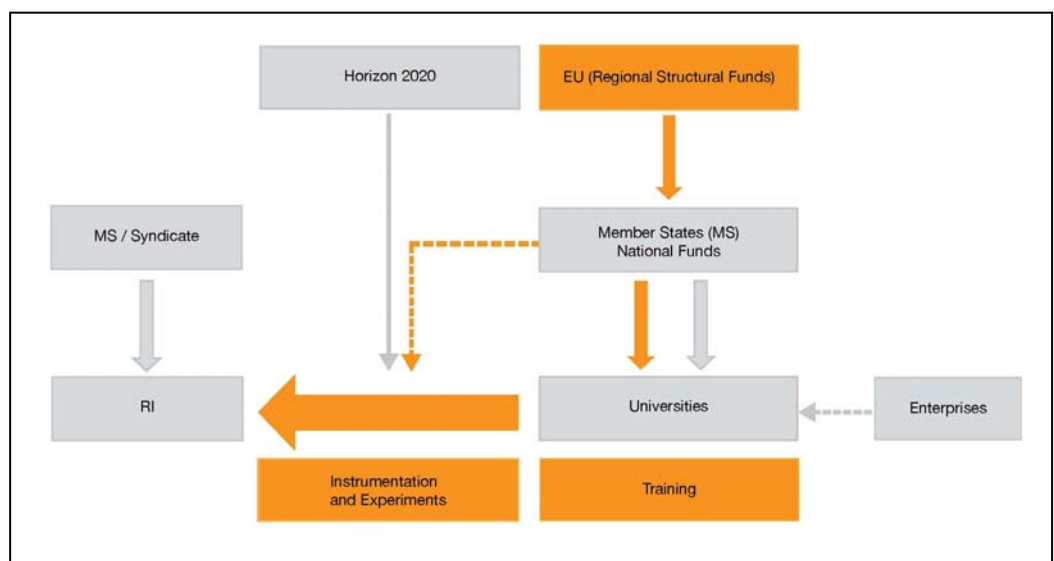 Horizon 2020
EU (Regional Structural Funds)
MS / Syndicate
Member States (MS)
National Funds
RI
Universities
Enterprises
Instrumentation
and Experiments
Training